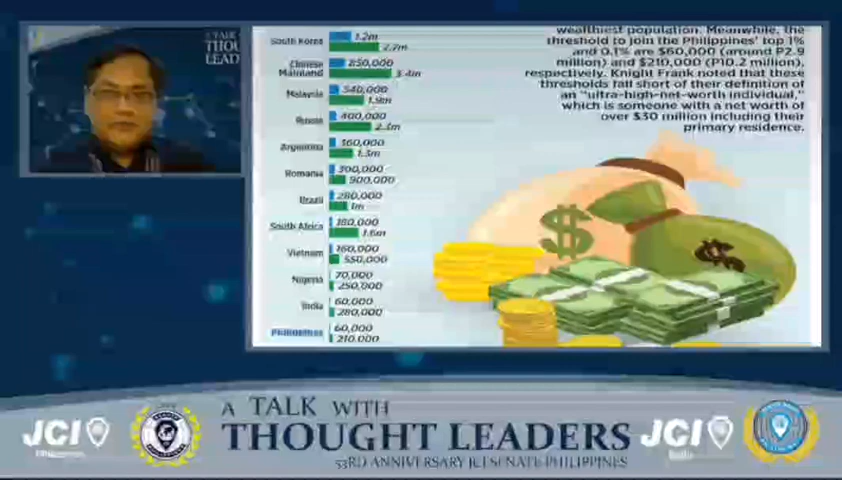 THOU
LEAD
wealthiest population. Meanwhile, the
threshold to join the Philippines' top 1%
and 0.1% are $60,000 (around P2.9
million) and $210,000 (P10.2 million),
respectively. Knight Frank noted that these
thresholds fall short of their definition of
an "ultra-high-net-worth individual,"
which is someone with a net worth of
over $30 million including their
primary residence.
South Korea
1.2m
2.7m
Chinese
Mainland
850,000
3.4m
Malaysia
540,000
1.9m
Russia
400,000
2.3m
Argentina
360,000
1.3m
Romania
300,000
900,000
Brazil
280,000
1m
South Africa
180,000
1.6m
Vietnam
160,000
550,000
Nigeria
70,000
250,000
India
60,000
280,000
Philippines
60,000
210,000
$
$
JCI
Philippines
A TALK WITH
THOUGHT LEADERS
53RD ANNIVERSARY JCI SENATE PHILIPPINES
JCI